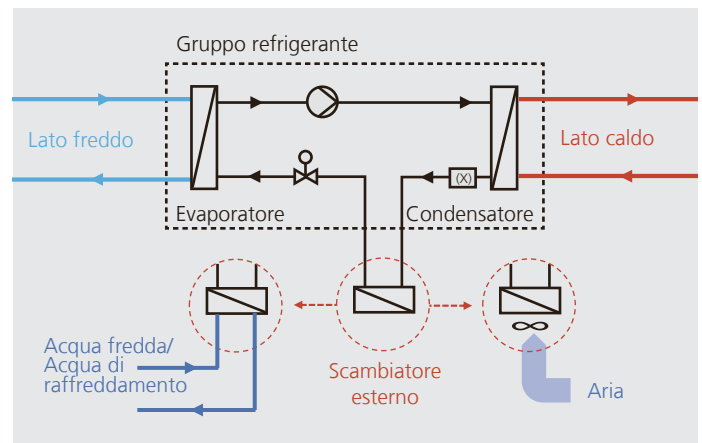 Gruppo refrigerante
Lato freddo
Lato caldo
(X)
Evaporatore
Condensatore
Acqua fredda/
Acqua di
raffreddamento
Scambiatore
esterno
Aria